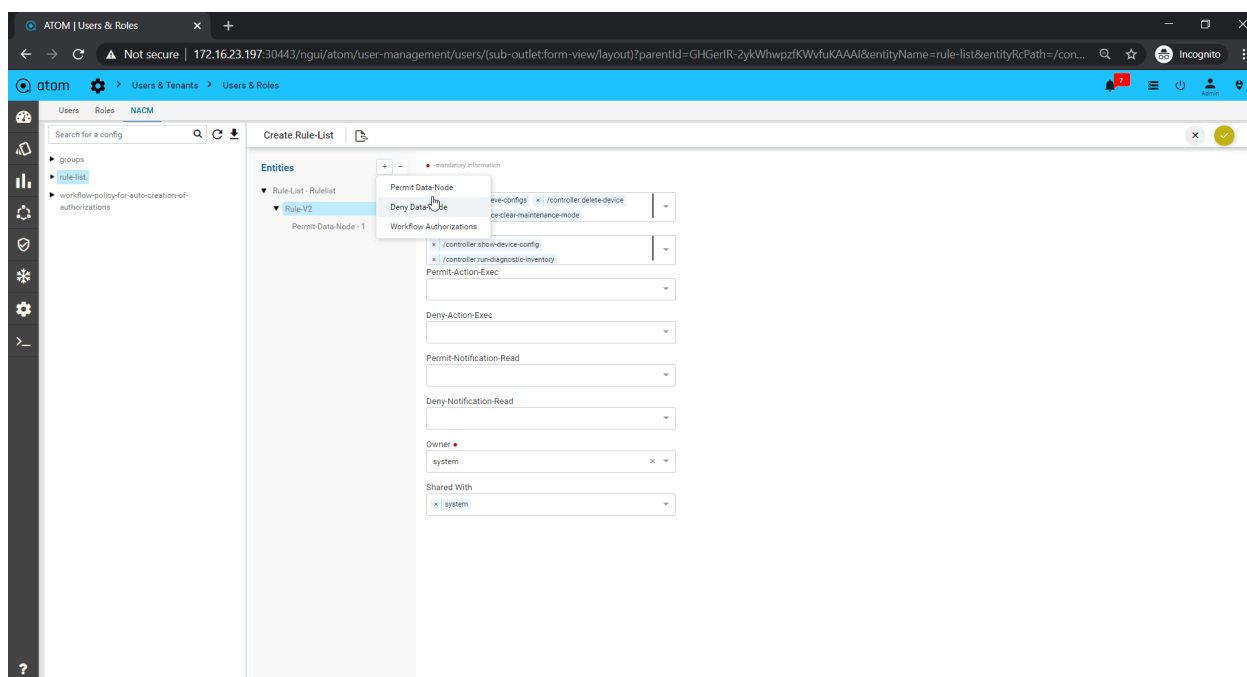 ATOM | Users & Roles
Not secure | 172.16.23.197:30443/ngui/atom/user-management/users/(sub-outlet:form-view/layout)?parentId=GHGerIR-2ykWhwpzfKWvfuKAAAI&entityName=rule-list&entityRcPath=/con...
Incognito
atom > Users & Tenants > Users & Roles
7
Admin
Users Roles NACM
Search for a config
Create Rule-List
groups
rule-list
workflow-policy-for-auto-creation-of-
authorizations
Entities
+ −
-mandatory information
Rule-List - Rulelist
Rule-V2
Permit-Data-Node - 1
Permit Data-Node
Deny Data-Node
Workflow Authorizations
eve-configs × /controller:delete-device
ce-clear-maintenance-mode
× /controller:show-device-config
× /controller:run-diagnostic-inventory
Permit-Action-Exec
Deny-Action-Exec
Permit-Notification-Read
Deny-Notification-Read
Owner
system
Shared With
× system
?